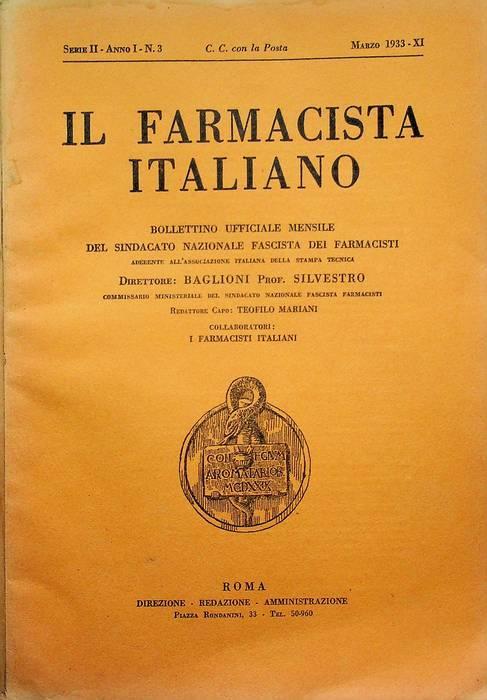 Serie II - Anno I - N. 3 C. C. con la Posta Marzo 1933 - XI
IL FARMACISTA
ITALIANO
BOLLETTINO UFFICIALE MENSILE
DEL SINDACATO NAZIONALE FASCISTA DEI FARMACISTI
ADERENTE ALL'ASSOCIAZIONE ITALIANA DELLA STAMPA TECNICA
Direttore: BAGLIONI Prof. SILVESTRO
COMMISSARIO MINISTERIALE DEL SINDACATO NAZIONALE FASCISTA FARMACISTI
Redattore Capo: TEOFILO MARIANI
COLLABORATORI:
I FARMACISTI ITALIANI
AROMATARIOR
MCDXXIX
ROMA
DIREZIONE - REDAZIONE - AMMINISTRAZIONE
Piazza Rondanini, 33 - Tel. 50-960